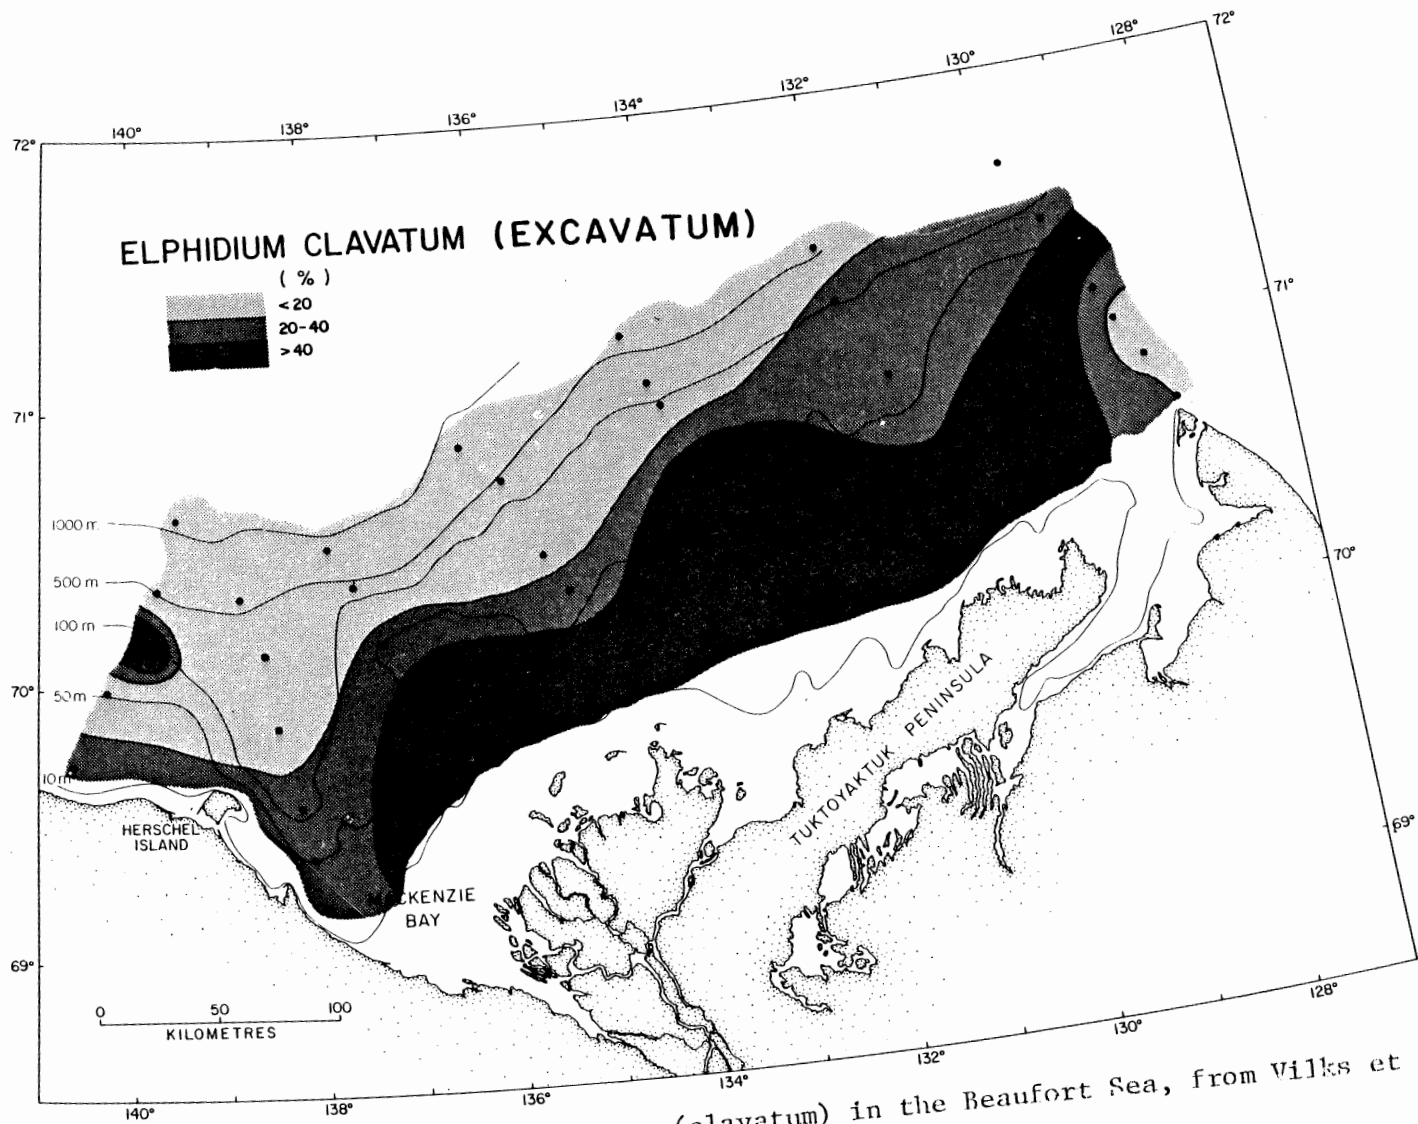 128°
72°
130°
132°
134°
136°
138°
140°
72°
ELPHIDIUM CLAVATUM (EXCAVATUM)
( % )
<20
20-40
>40
71°
71°
1000 m
500 m
100 m
70°
70°
50m
10m
HERSCHEL
ISLAND
MACKENZIE
BAY
TUKTOYAKTUK PENINSULA
69°
69°
0 50 100
KILOMETRES
128°
130°
132°
134°
136°
138°
140°
(clavatum) in the Beaufort Sea, from Vilks et